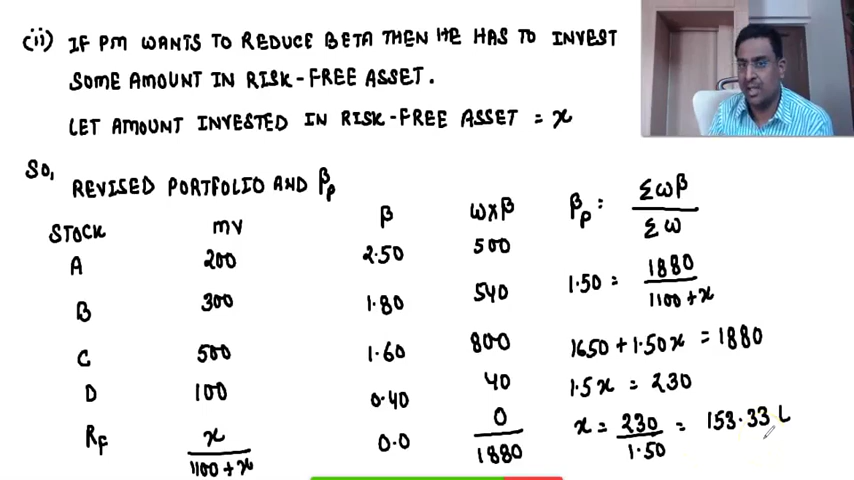 (ii) IF PM WANTS TO REDUCE BETA THEN HE HAS TO INVEST
SOME AMOUNT IN RISK-FREE ASSET.
LET AMOUNT INVESTED IN RISK-FREE ASSET = x
SO,
REVISED PORTFOLIO AND βp
STOCK MV β W×β
A 200 2.50 500
B 300 1.80 540
C 500 1.60 800
D 100 0.40 40
RF x 0.0 0
1100+x 1880
βp = ΣWβ / ΣW
1.50 = 1880 / 1100+x
1650+1.50x = 1880
1.5x = 230
x = 230 / 1.50 = 153.33 L